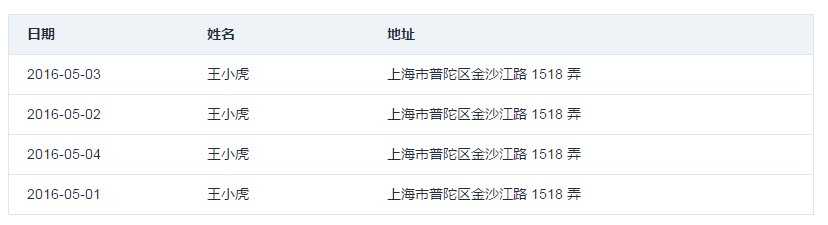 日期 姓名 地址
2016-05-03 王小虎 上海市普陀区金沙江路 1518 弄
2016-05-02 王小虎 上海市普陀区金沙江路 1518 弄
2016-05-04 王小虎 上海市普陀区金沙江路 1518 弄
2016-05-01 王小虎 上海市普陀区金沙江路 1518 弄